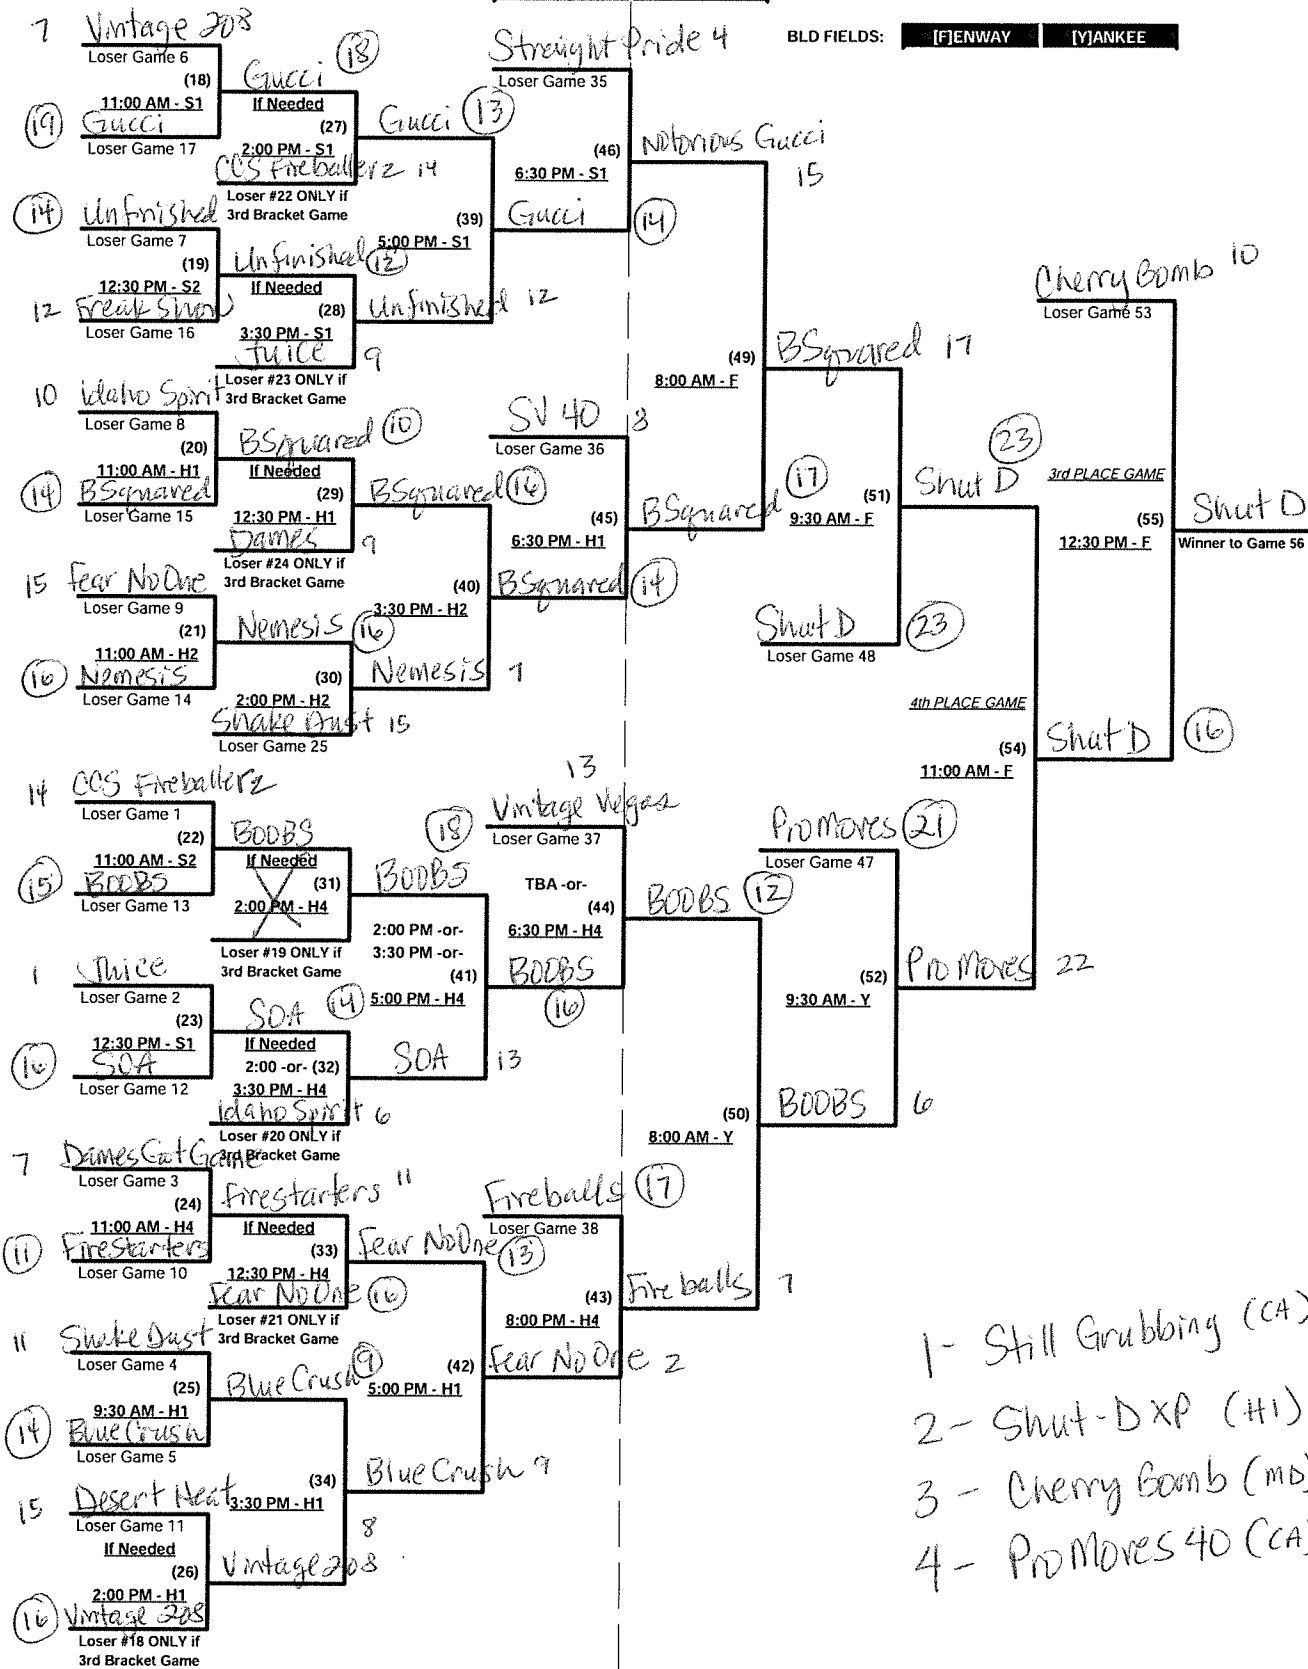 BLD FIELDS: [F]ENWAY [Y]ANKEE
7 Vintage 208
Loser Game 6
(18)
11:00 AM - S1
(19) Gucci
Loser Game 17
Gucci (18)
If Needed
(27)
2:00 PM - S1
CCS Fireballerz 14
Loser #22 ONLY if
3rd Bracket Game
(14) Unfinished
Loser Game 7
(19)
12:30 PM - S2
12 Freak Show
Loser Game 16
Unfinished (12)
If Needed
(28)
3:30 PM - S1
Juice 9
Loser #23 ONLY if
3rd Bracket Game
Gucci (13)
(39)
5:00 PM - S1
Unfinished 12
10 Idaho Spirit
Loser Game 8
(20)
11:00 AM - H1
(14) BSquared
Loser Game 15
BSquared (10)
If Needed
(29)
12:30 PM - H1
Dames 9
Loser #24 ONLY if
3rd Bracket Game
15 Fear No One
Loser Game 9
(21)
11:00 AM - H2
(16) Nemesis
Loser Game 14
Nemesis (16)
(30)
2:00 PM - H2
Shake Dust 15
Loser Game 25
BSquared (16)
(40)
3:30 PM - H2
Nemesis 7
Straight Pride 4
Loser Game 35
(46)
6:30 PM - S1
Gucci (14)
SV 40 8
Loser Game 36
(45)
6:30 PM - H1
BSquared (14)
Notorious Gucci
15
(49)
8:00 AM - F
BSquared (17)
BSquared 17
(51)
9:30 AM - F
Shut D (23)
Loser Game 48
14 CCS Fireballerz
Loser Game 1
(22)
11:00 AM - S2
(15) BOOBS
Loser Game 13
BOOBS
If Needed
(31)
2:00 PM - H4
Loser #19 ONLY if
3rd Bracket Game
1 Juice
Loser Game 2
(23)
12:30 PM - S1
(16) SOA
Loser Game 12
SOA (14)
If Needed
2:00 -or- (32)
3:30 PM - H4
Idaho Spirit 6
Loser #20 ONLY if
3rd Bracket Game
BOOBS (18)
2:00 PM -or-
3:30 PM -or-
(41)
5:00 PM - H4
SOA 13
7 Dames Got Game
Loser Game 3
(24)
11:00 AM - H4
(11) FireStarters
Loser Game 10
Firestarters 11
If Needed
(33)
12:30 PM - H4
Fear No One (16)
Loser #21 ONLY if
3rd Bracket Game
11 Shake Dust
Loser Game 4
(25)
9:30 AM - H1
(14) Blue Crush
Loser Game 5
Blue Crush (9)
(34)
3:30 PM - H1
8
Vintage 208
15 Desert Heat
Loser Game 11
If Needed
(26)
2:00 PM - H1
(16) Vintage 208
Loser #18 ONLY if
3rd Bracket Game
Fear No One (13)
(42)
5:00 PM - H1
Blue Crush 9
13
Vintage Vegas
Loser Game 37
TBA -or-
(44)
6:30 PM - H4
BOOBS
(16)
Fireballs (17)
Loser Game 38
(43)
8:00 PM - H4
Fear No One 2
BOOBS (12)
(50)
8:00 AM - Y
Fireballs 7
Pro Moves (21)
Loser Game 47
(52)
9:30 AM - Y
BOOBS 6
Shut D (23)
4th PLACE GAME
(54)
11:00 AM - F
Pro Moves 22
Cherry Bomb 10
Loser Game 53
3rd PLACE GAME
(55)
12:30 PM - F
Shut D (16)
Shut D
Winner to Game 56
1- Still Grubbing (CA)
2- Shut-D XP (HI)
3 - Cherry Bomb (MD)
4 - Pro Moves 40 (CA)